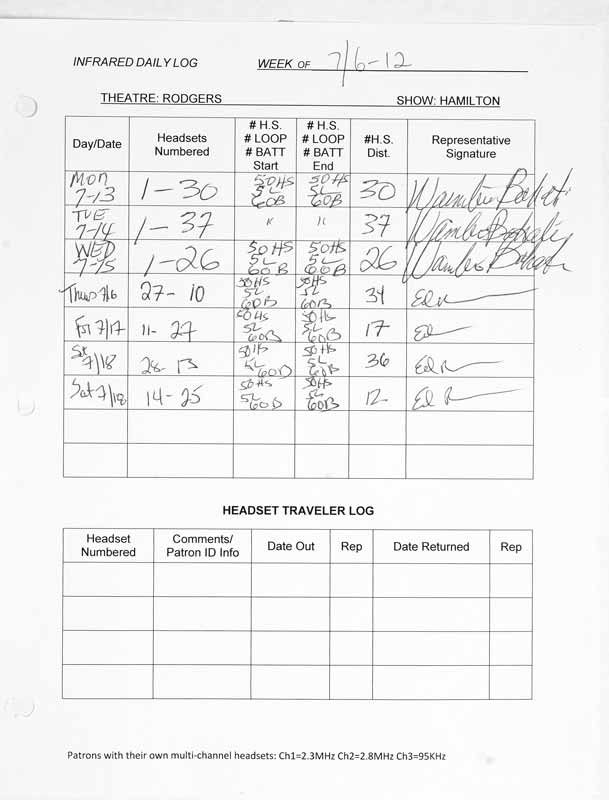 INFRARED DAILY LOG WEEK OF 7/6-12
THEATRE: RODGERS SHOW: HAMILTON
Day/Date Headsets Numbered # H.S. # LOOP # BATT Start # H.S. # LOOP # BATT End #H.S. Dist. Representative Signature
MON 7-13 1-30 50HS 5L 60B 50HS 5L 60B 30
TUE 7-14 1-37 " " 37
WED 7-15 1-26 50HS 5L 60B 50HS 5L 60B 26
Thurs 7/6 27-10 50HS 5L 60B 50HS 5L 60B 34 Ed
Fri 7/17 11-27 50HS 5L 60B 50HS 5L 60B 17 Ed
Sat 7/18 28-13 50HS 5L 60B 50HS 5L 60B 36 Ed R
Sat 7/18 14-25 50HS 5L 60B 50HS 5L 60B 12 Ed R
HEADSET TRAVELER LOG
Headset Numbered Comments/ Patron ID Info Date Out Rep Date Returned Rep
Patrons with their own multi-channel headsets: Ch1=2.3MHz Ch2=2.8MHz Ch3=95KHz